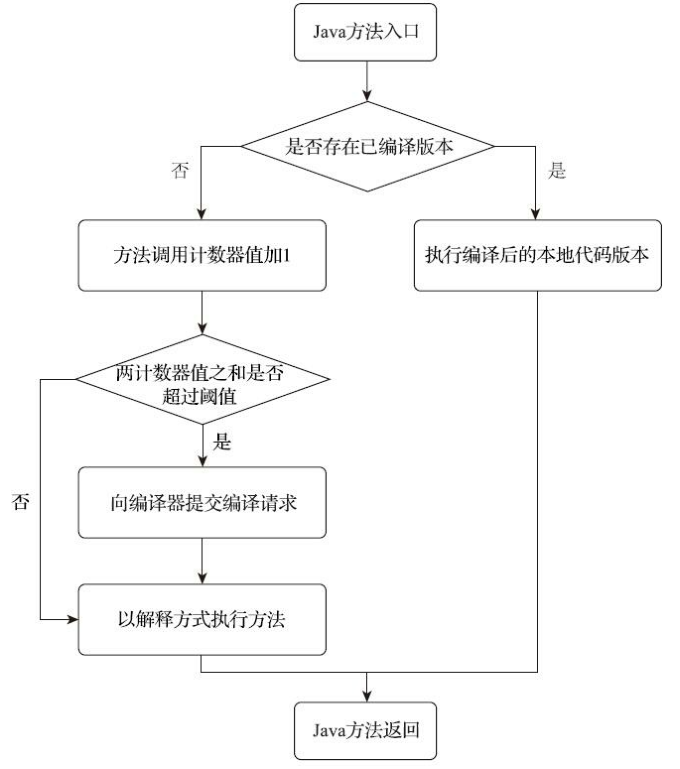 Java方法入口
是否存在已编译版本
否
是
方法调用计数器值加1
执行编译后的本地代码版本
两计数器值之和是否
超过阈值
是
否
向编译器提交编译请求
以解释方式执行方法
Java方法返回